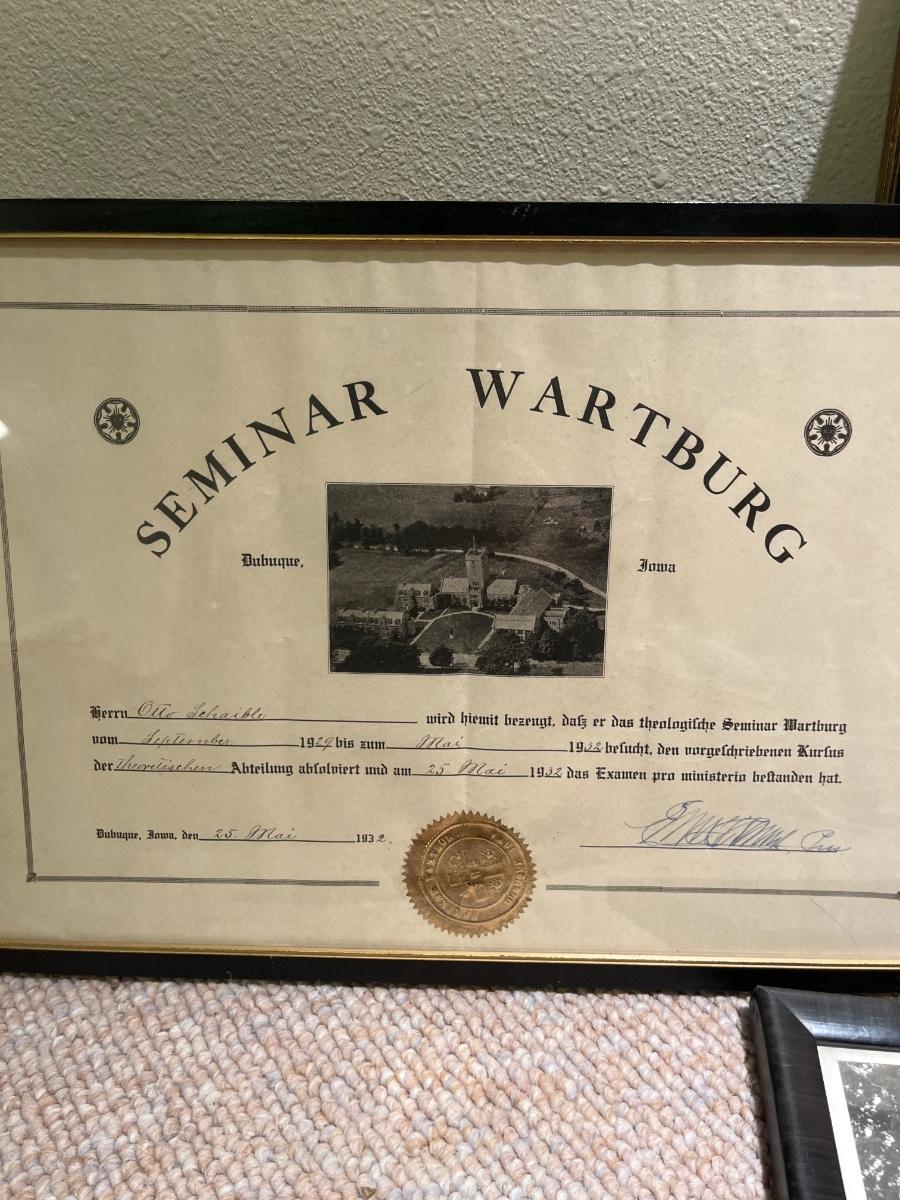 SEMINAR WARTBURG
Dubuque, Iowa
Herrn Otto Schaible wird hiemit bezeugt, daß er das theologische Seminar Wartburg
vom September 1929 bis zum Mai 1932 besucht, den vorgeschriebenen Kursus
der Theoretischen Abteilung absolviert und am 25. Mai 1932 das Examen pro ministerio bestanden hat.
Dubuque, Iowa, den 25. Mai 1932.